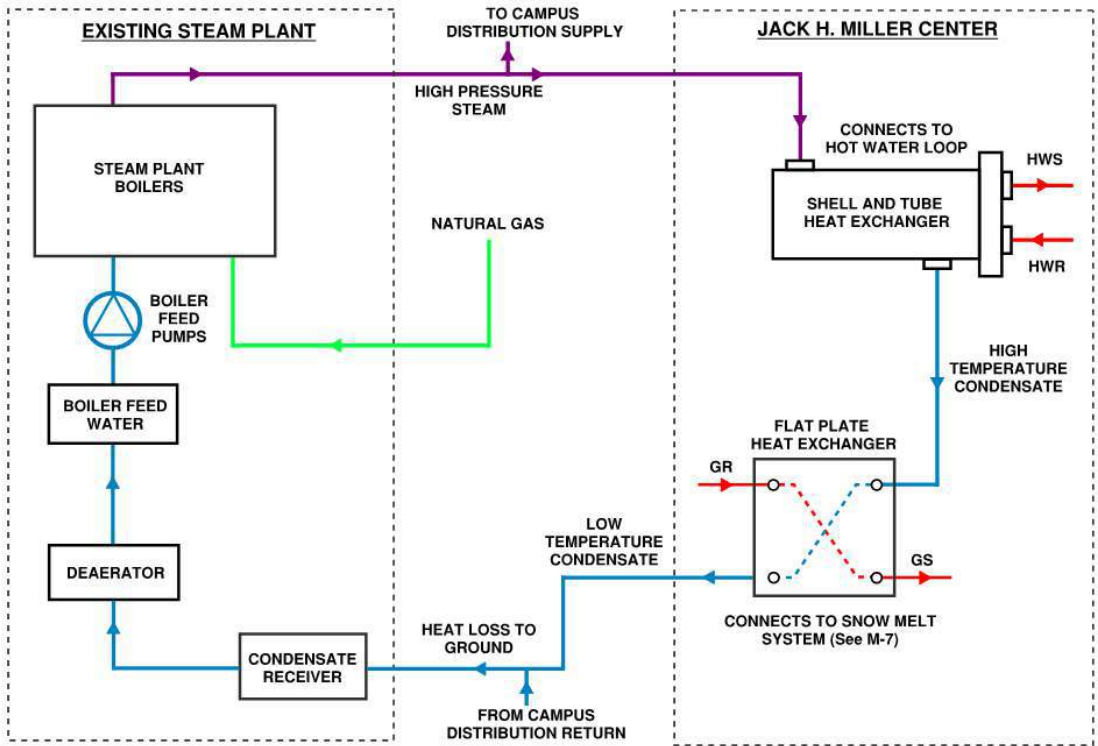 EXISTING STEAM PLANT
TO CAMPUS
DISTRIBUTION SUPPLY
JACK H. MILLER CENTER
HIGH PRESSURE
STEAM
STEAM PLANT
BOILERS
CONNECTS TO
HOT WATER LOOP
HWS
SHELL AND TUBE
HEAT EXCHANGER
HWR
NATURAL GAS
BOILER
FEED
PUMPS
HIGH
TEMPERATURE
CONDENSATE
BOILER FEED
WATER
FLAT PLATE
HEAT EXCHANGER
GR
GS
LOW
TEMPERATURE
CONDENSATE
DEAERATOR
CONNECTS TO SNOW MELT
SYSTEM (See M-7)
HEAT LOSS TO
GROUND
CONDENSATE
RECEIVER
FROM CAMPUS
DISTRIBUTION RETURN